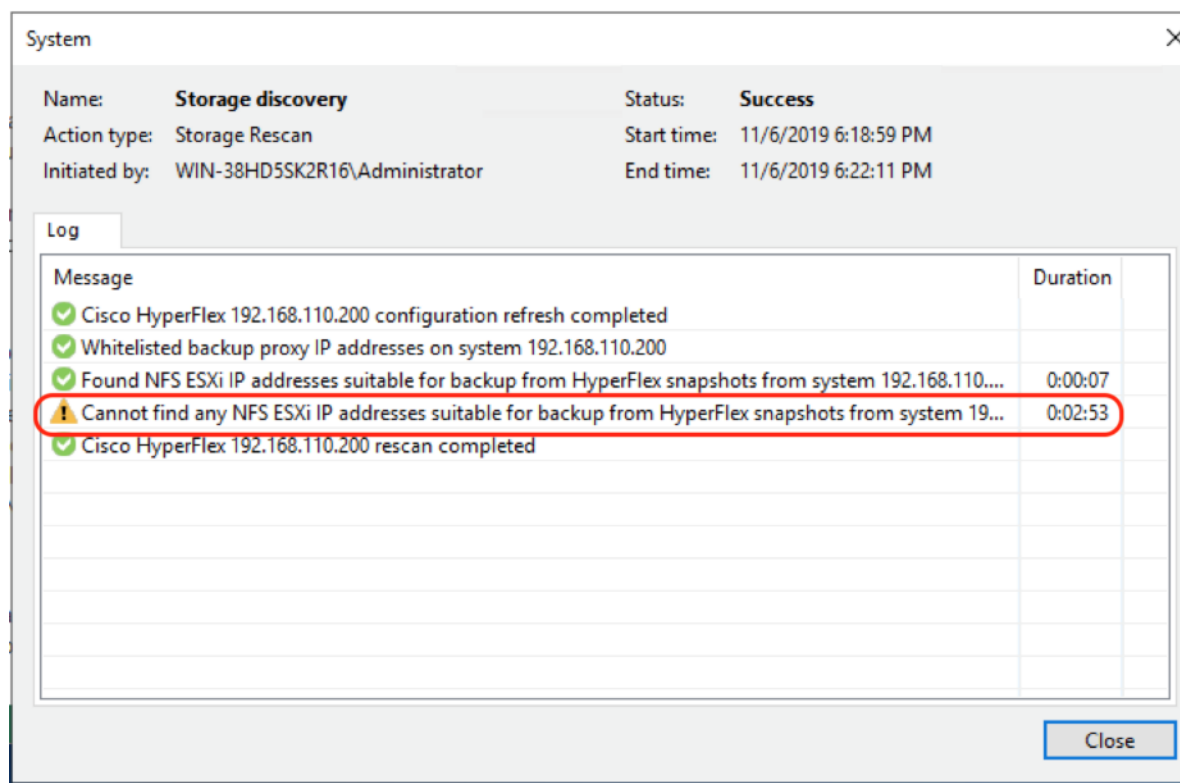 System
Name: Storage discovery Status: Success
Action type: Storage Rescan Start time: 11/6/2019 6:18:59 PM
Initiated by: WIN-38HD5SK2R16\Administrator End time: 11/6/2019 6:22:11 PM
Log
Message Duration
Cisco HyperFlex 192.168.110.200 configuration refresh completed
Whitelisted backup proxy IP addresses on system 192.168.110.200
Found NFS ESXi IP addresses suitable for backup from HyperFlex snapshots from system 192.168.110.... 0:00:07
Cannot find any NFS ESXi IP addresses suitable for backup from HyperFlex snapshots from system 19... 0:02:53
Cisco HyperFlex 192.168.110.200 rescan completed
Close